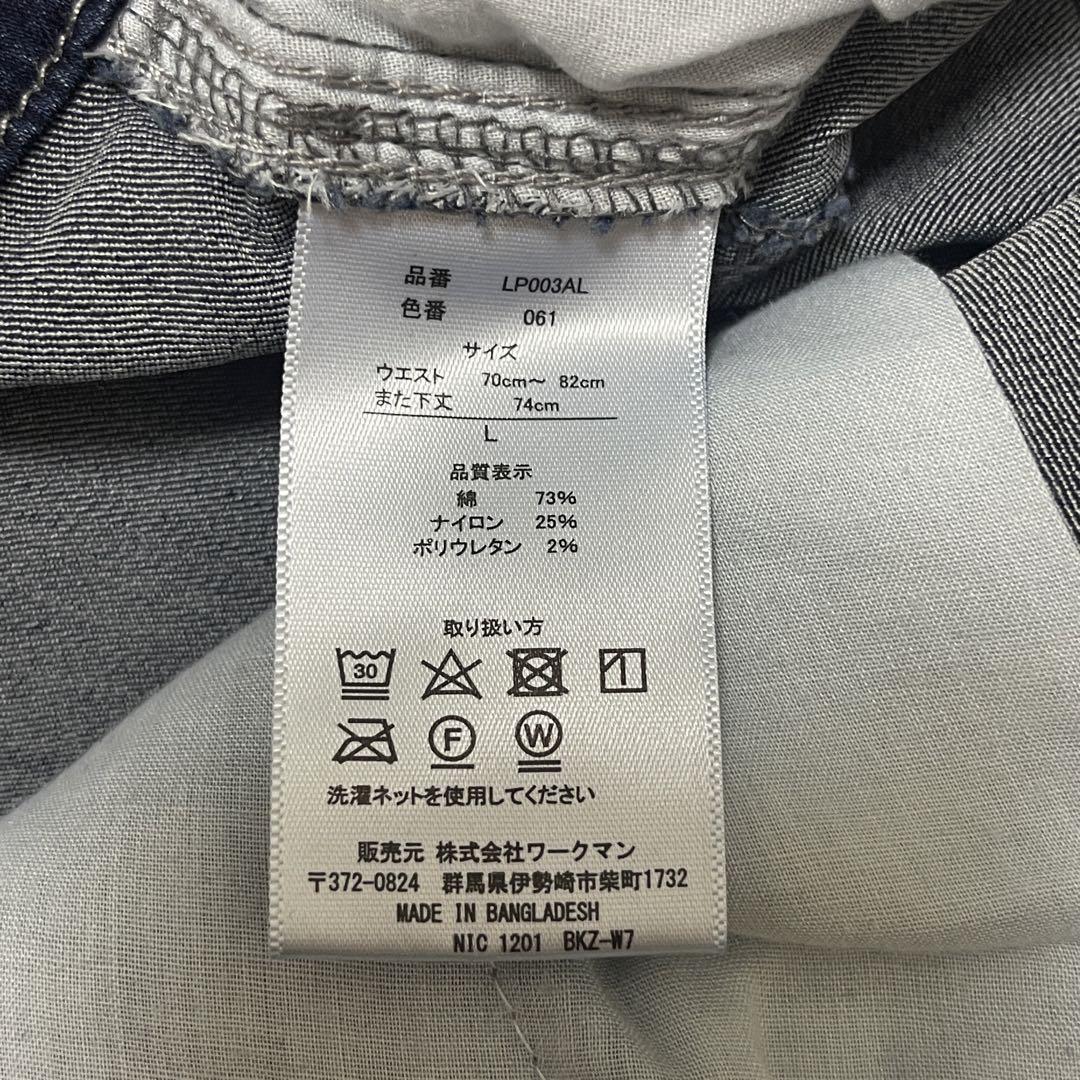 品番 LP003AL
色番 061
サイズ
ウエスト 70cm～ 82cm
また下丈 74cm
L
品質表示
綿 73%
ナイロン 25%
ポリウレタン 2%
取り扱い方
30
F W
洗濯ネットを使用してください
販売元 株式会社ワークマン
〒372-0824 群馬県伊勢崎市柴町1732
MADE IN BANGLADESH
NIC 1201 BKZ-W7